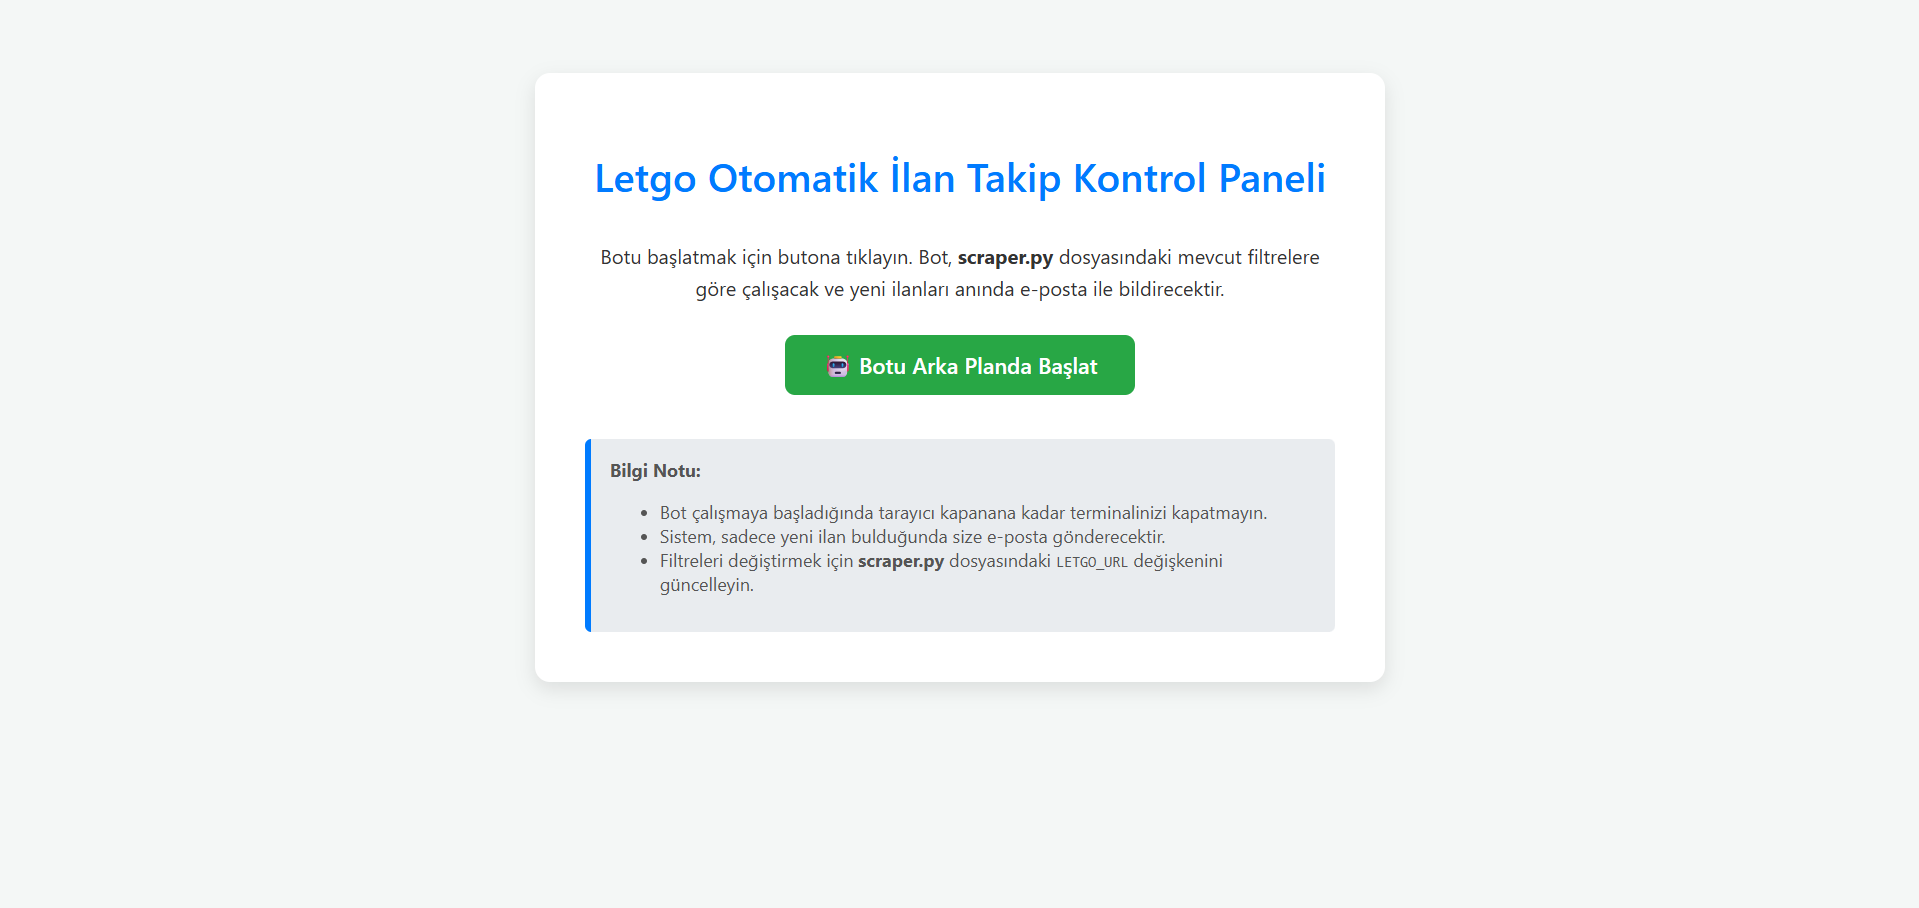 Letgo Otomatik İlan Takip Kontrol Paneli
Botu başlatmak için butona tıklayın. Bot, scraper.py dosyasındaki mevcut filtrelere
göre çalışacak ve yeni ilanları anında e-posta ile bildirecektir.
Botu Arka Planda Başlat
Bilgi Notu:
• Bot çalışmaya başladığında tarayıcı kapanana kadar terminalinizi kapatmayın.
• Sistem, sadece yeni ilan bulduğunda size e-posta gönderecektir.
• Filtreleri değiştirmek için scraper.py dosyasındaki LETGO_URL değişkenini
güncelleyin.